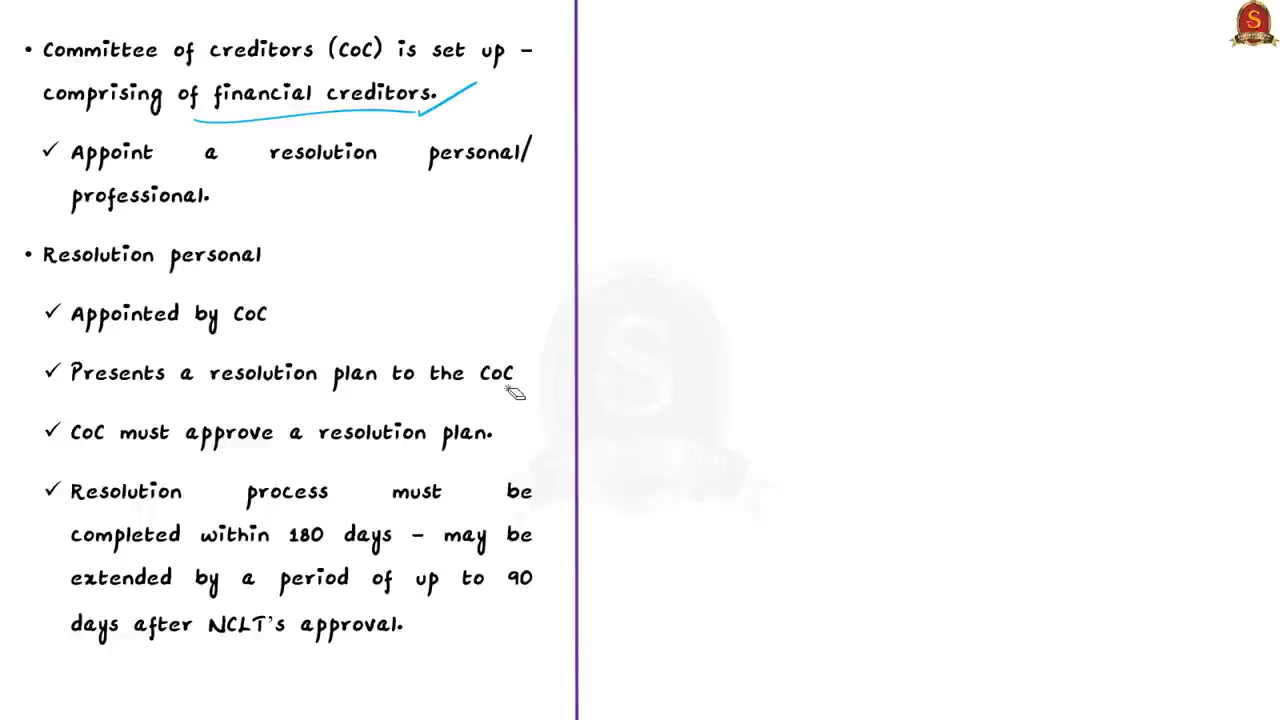 • Committee of creditors (CoC) is set up –
comprising of financial creditors.
✓ Appoint a resolution personal/
professional.
• Resolution personal
✓ Appointed by CoC
✓ Presents a resolution plan to the CoC
✓ CoC must approve a resolution plan.
✓ Resolution process must be
completed within 180 days – may be
extended by a period of up to 90
days after NCLT's approval.
S
S